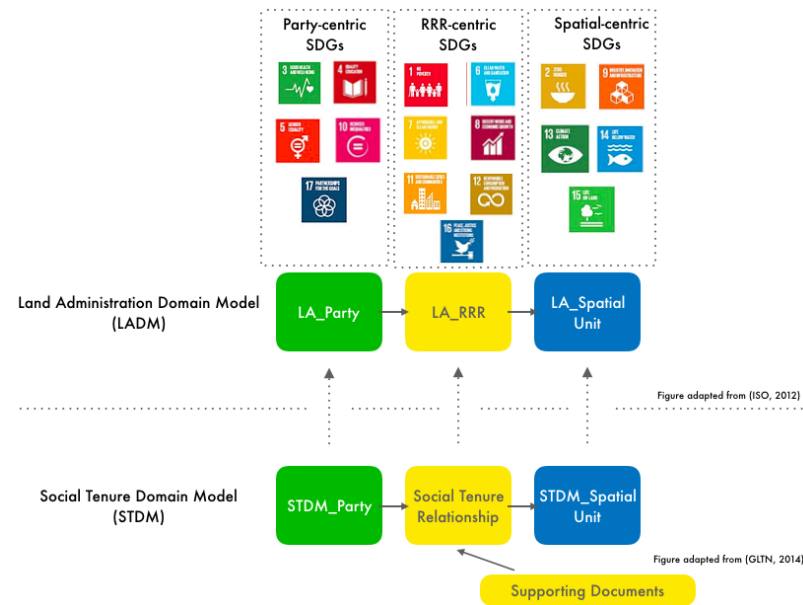 Party-centric
SDGs
RRR-centric
SDGs
Spatial-centric
SDGs
3 GOOD HEALTH
AND WELL-BEING
4 QUALITY
EDUCATION
5 GENDER
EQUALITY
10 REDUCED
INEQUALITIES
17 PARTNERSHIPS
FOR THE GOALS
1 NO
POVERTY
6 CLEAN WATER
AND SANITATION
7 AFFORDABLE AND
CLEAN ENERGY
8 DECENT WORK AND
ECONOMIC GROWTH
11 SUSTAINABLE CITIES
AND COMMUNITIES
12 RESPONSIBLE
CONSUMPTION
AND PRODUCTION
16 PEACE, JUSTICE
AND STRONG
INSTITUTIONS
2 ZERO
HUNGER
9 INDUSTRY, INNOVATION
AND INFRASTRUCTURE
13 CLIMATE
ACTION
14 LIFE
BELOW WATER
15 LIFE
ON LAND
Land Administration Domain Model
(LADM)
LA_Party
LA_RRR
LA_Spatial
Unit
Figure adapted from (ISO, 2012)
Social Tenure Domain Model
(STDM)
STDM_Party
Social Tenure
Relationship
STDM_Spatial
Unit
Figure adapted from (GLTN, 2014)
Supporting Documents